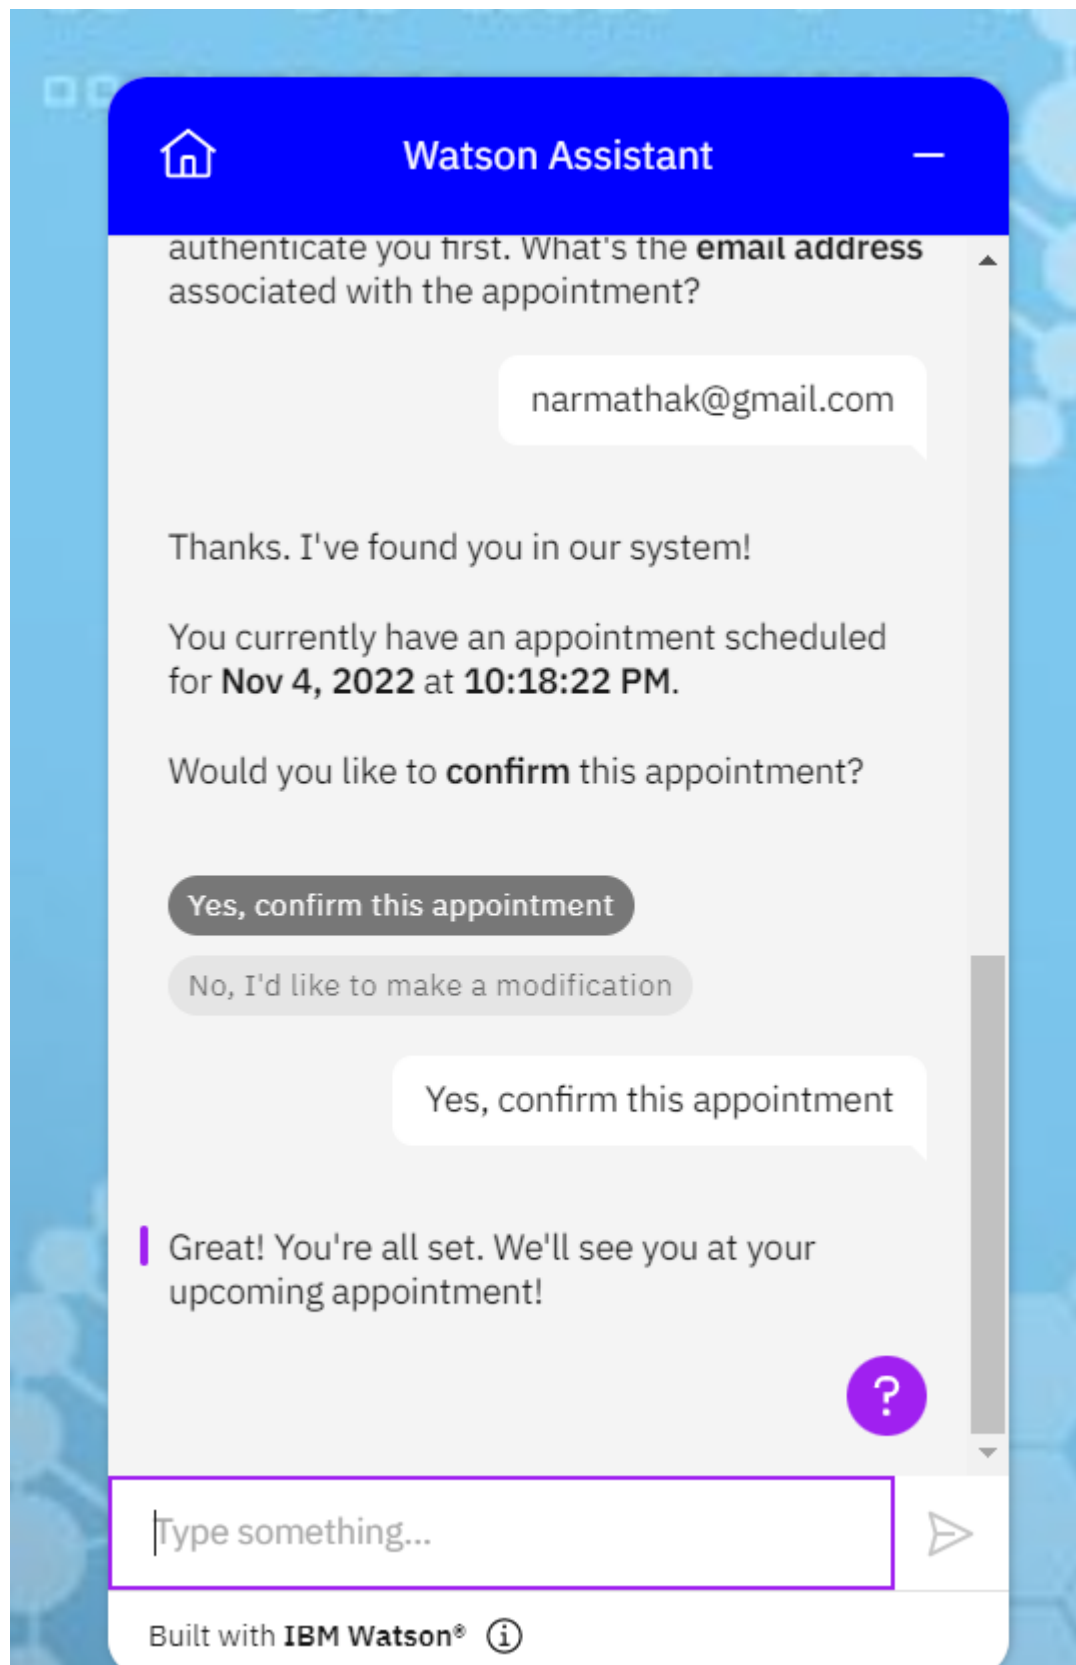 Watson Assistant
authenticate you first. What's the email address
associated with the appointment?
narmathak@gmail.com
Thanks. I've found you in our system!
You currently have an appointment scheduled
for Nov 4, 2022 at 10:18:22 PM.
Would you like to confirm this appointment?
Yes, confirm this appointment
No, I'd like to make a modification
Yes, confirm this appointment
Great! You're all set. We'll see you at your
upcoming appointment!
?
Type something...
Built with IBM Watson®